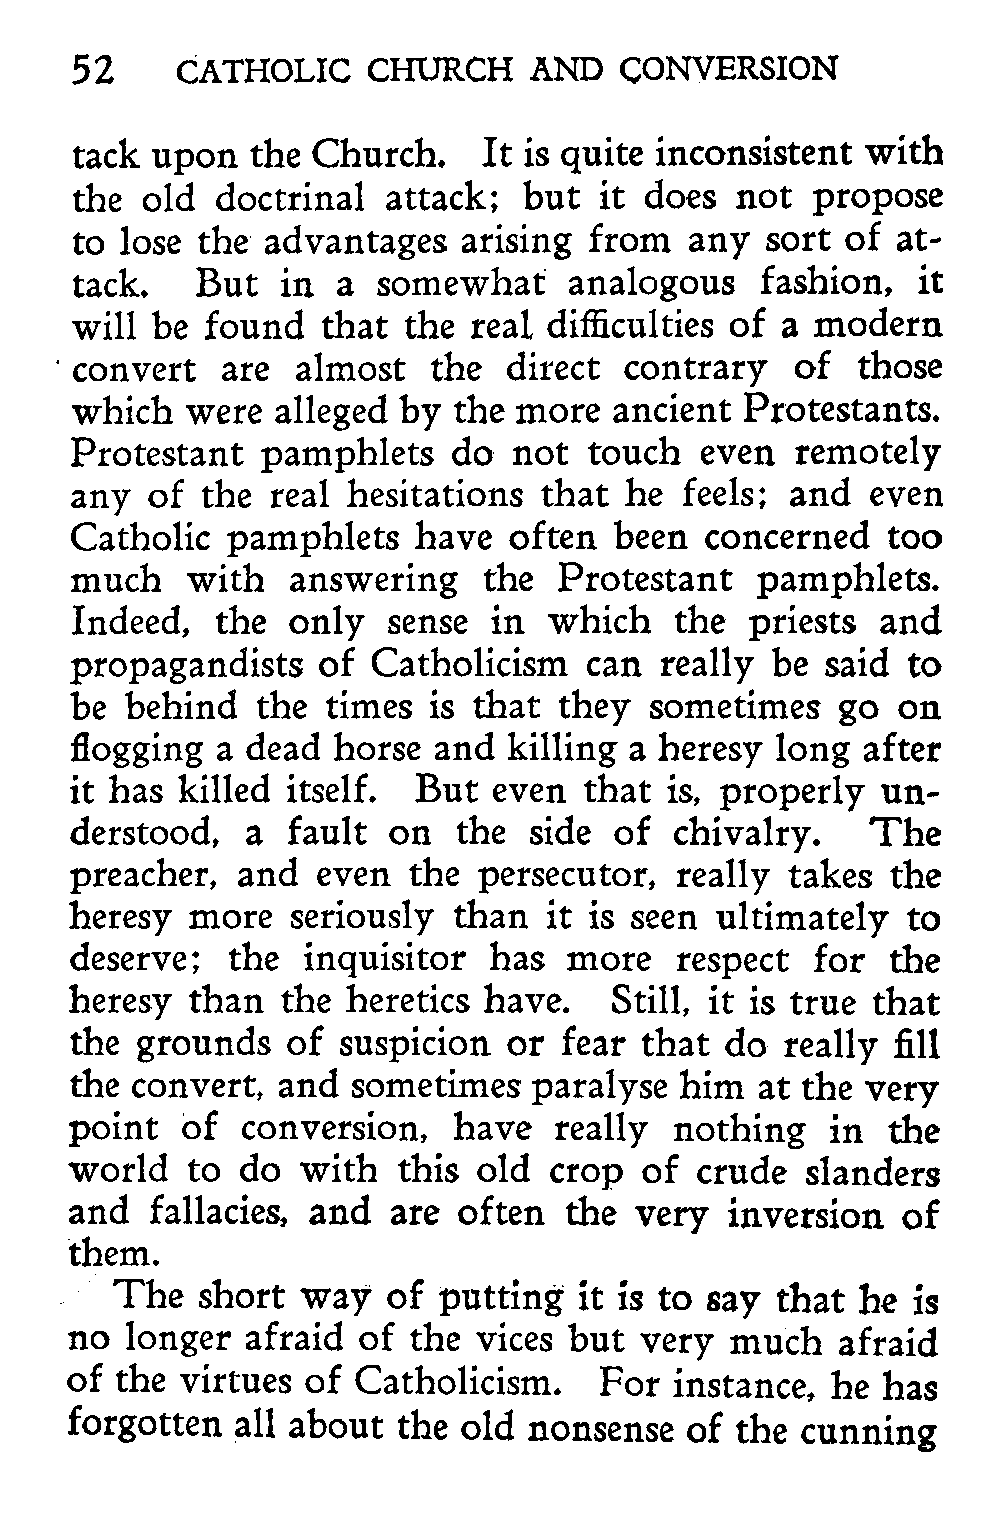 52 CATHOLIC CHURCH AND CONVERSION
tack upon the Church. It is quite inconsistent with
the old doctrinal attack; but it does not propose
to lose the advantages arising from any sort of at-
tack. But in a somewhat analogous fashion, it
will be found that the real difficulties of a modern
convert are almost the direct contrary of those
which were alleged by the more ancient Protestants.
Protestant pamphlets do not touch even remotely
any of the real hesitations that he feels; and even
Catholic pamphlets have often been concerned too
much with answering the Protestant pamphlets.
Indeed, the only sense in which the priests and
propagandists of Catholicism can really be said to
be behind the times is that they sometimes go on
flogging a dead horse and killing a heresy long after
it has killed itself. But even that is, properly un-
derstood, a fault on the side of chivalry. The
preacher, and even the persecutor, really takes the
heresy more seriously than it is seen ultimately to
deserve; the inquisitor has more respect for the
heresy than the heretics have. Still, it is true that
the grounds of suspicion or fear that do really fill
the convert, and sometimes paralyse him at the very
point of conversion, have really nothing in the
world to do with this old crop of crude slanders
and fallacies, and are often the very inversion of
them.
The short way of putting it is to say that he is
no longer afraid of the vices but very much afraid
of the virtues of Catholicism. For instance, he has
forgotten all about the old nonsense of the cunning